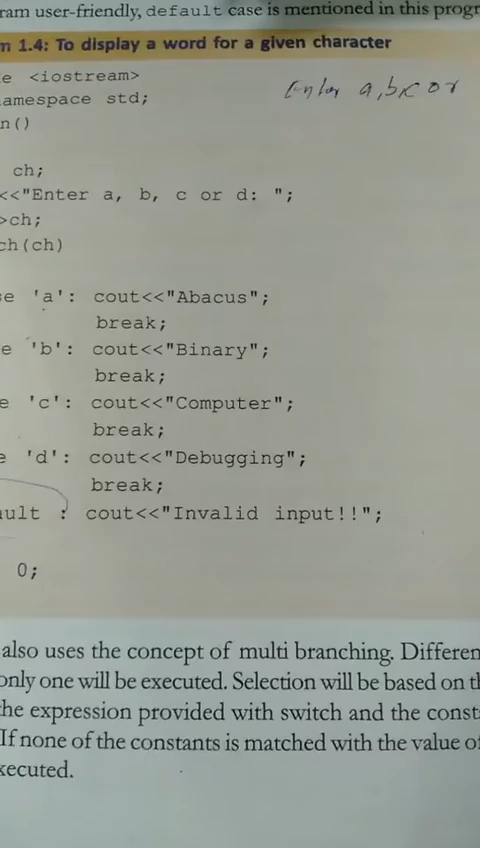 ram user-friendly, default case is mentioned in this progr
m 1.4: To display a word for a given character
e <iostream>
amespace std;
Enter a, b, c or
n()
ch;
<<"Enter a, b, c or d: ";
>ch;
ch(ch)
se 'a': cout<<"Abacus";
break;
e 'b': cout<<"Binary";
break;
e 'c': cout<<"Computer";
break;
e 'd': cout<<"Debugging";
break;
ault : cout<<"Invalid input!!";
0;
also uses the concept of multi branching. Differen
only one will be executed. Selection will be based on th
he expression provided with switch and the const
If none of the constants is matched with the value of
xecuted.